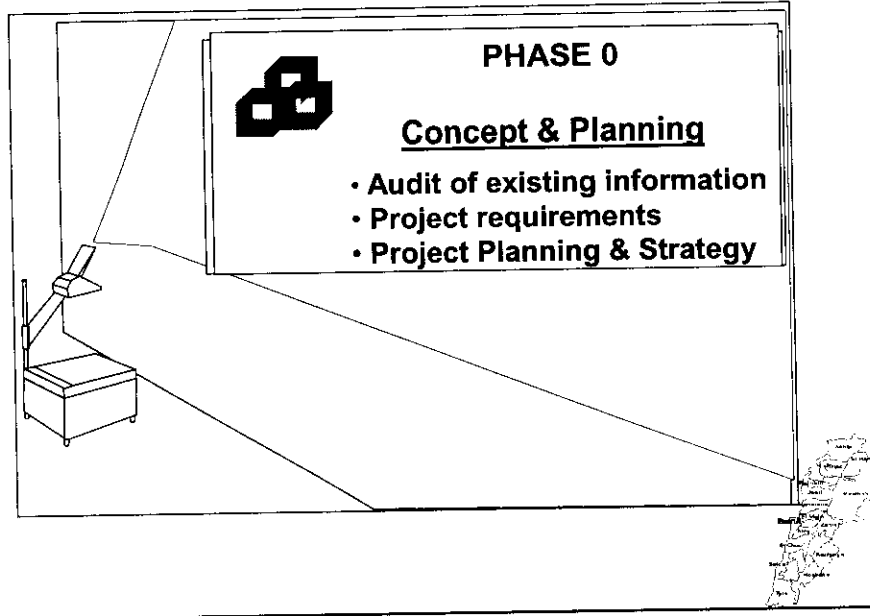 PHASE 0
Concept & Planning
• Audit of existing information
• Project requirements
• Project Planning & Strategy